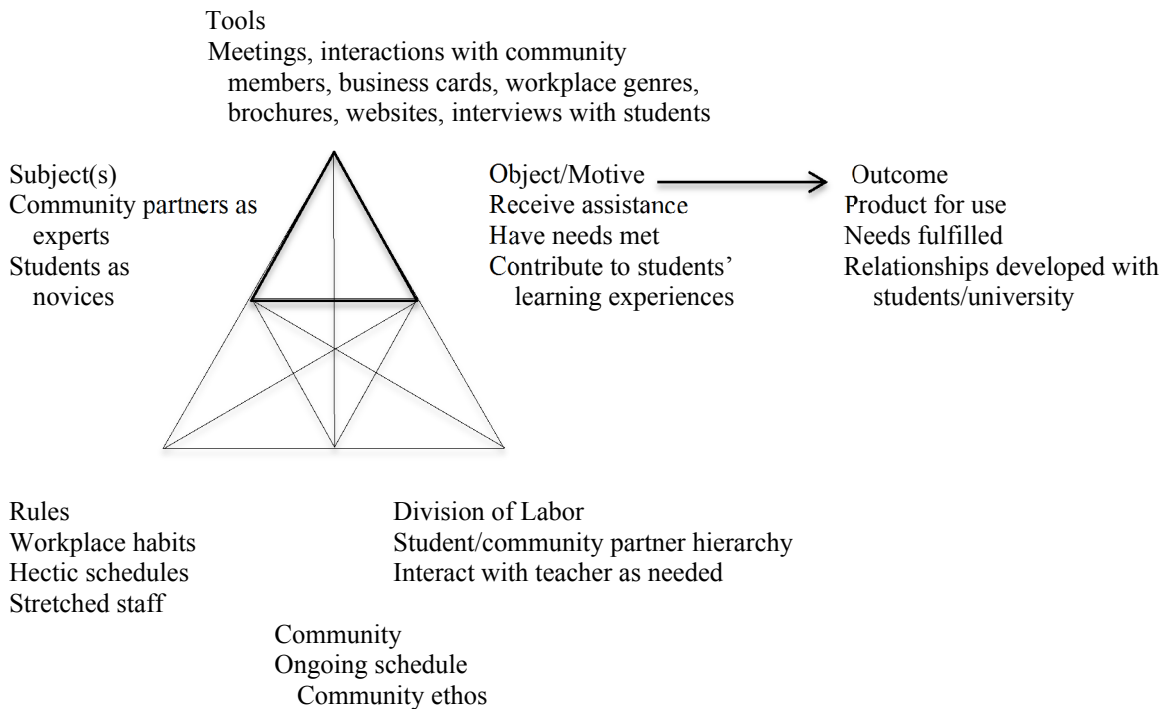 Tools
Meetings, interactions with community
members, business cards, workplace genres,
brochures, websites, interviews with students
Subject(s)
Community partners as
experts
Students as
novices
Object/Motive
Receive assistance
Have needs met
Contribute to students’
learning experiences
Outcome
Product for use
Needs fulfilled
Relationships developed with
students/university
Rules
Workplace habits
Hectic schedules
Stretched staff
Division of Labor
Student/community partner hierarchy
Interact with teacher as needed
Community
Ongoing schedule
Community ethos